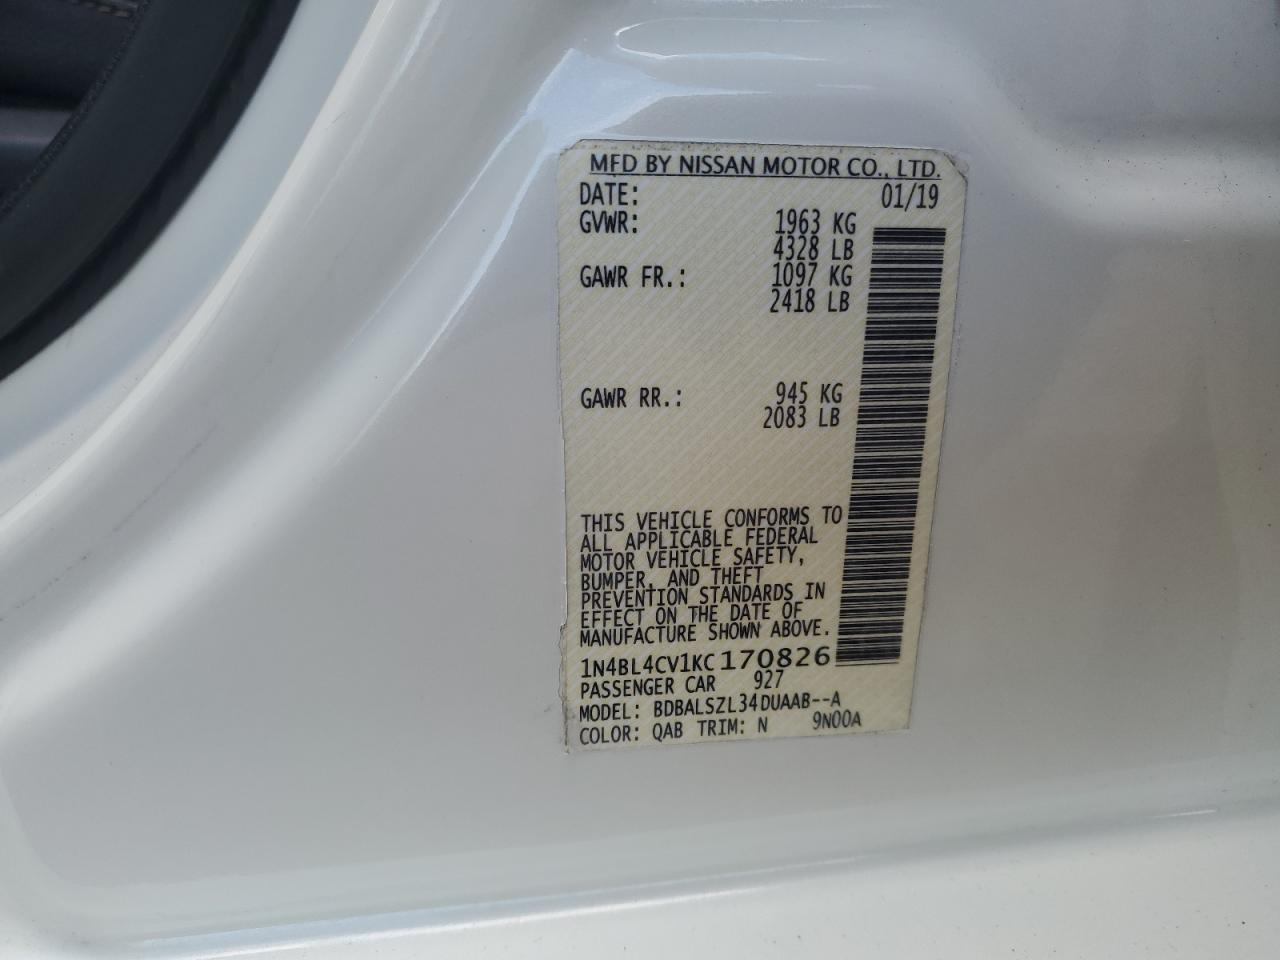 MFD BY NISSAN MOTOR CO., LTD.
DATE: 01/19
GVWR: 1963 KG
4328 LB
GAWR FR.: 1097 KG
2418 LB
GAWR RR.: 945 KG
2083 LB
THIS VEHICLE CONFORMS TO
ALL APPLICABLE FEDERAL
MOTOR VEHICLE SAFETY,
BUMPER, AND THEFT
PREVENTION STANDARDS IN
EFFECT ON THE DATE OF
MANUFACTURE SHOWN ABOVE.
1N4BL4CV1KC170826
PASSENGER CAR 927
MODEL: BDBALSZL34DUAAB--A
COLOR: QAB TRIM: N 9N00A